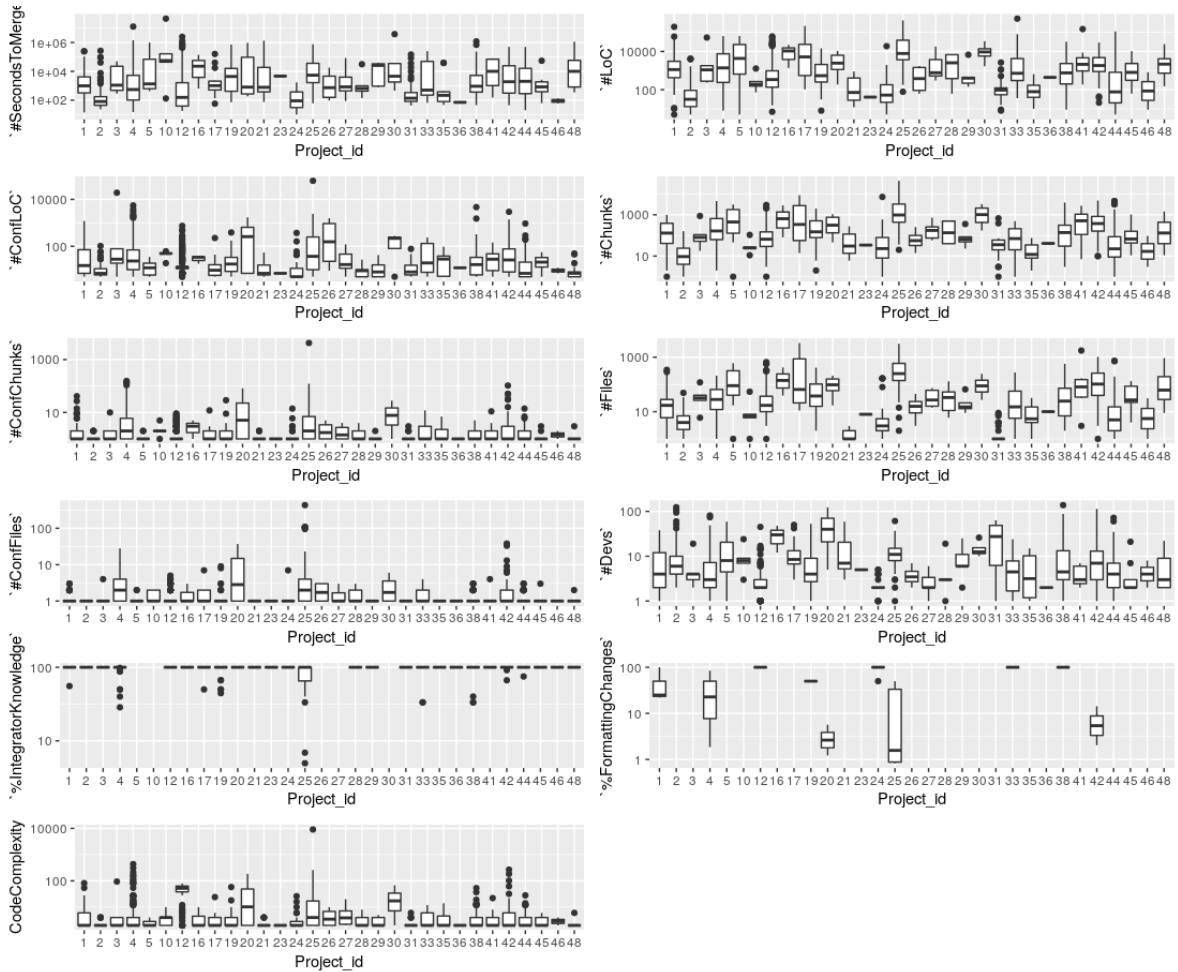 `#SecondsToMerge
1e+06
1e+04
1e+02
1 2 3 4 5 10 12 16 17 19 20 21 23 24 25 26 27 28 29 30 31 33 35 36 38 41 42 44 45 46 48
Project_id
`#LoC`
10000
100
1 2 3 4 5 10 12 16 17 19 20 21 23 24 25 26 27 28 29 30 31 33 35 36 38 41 42 44 45 46 48
Project_id
`#ConfLoC`
10000
100
1 2 3 4 5 10 12 16 17 19 20 21 23 24 25 26 27 28 29 30 31 33 35 36 38 41 42 44 45 46 48
Project_id
`#Chunks`
1000
10
1 2 3 4 5 10 12 16 17 19 20 21 23 24 25 26 27 28 29 30 31 33 35 36 38 41 42 44 45 46 48
Project_id
`#ConfChunks`
1000
10
1 2 3 4 5 10 12 16 17 19 20 21 23 24 25 26 27 28 29 30 31 33 35 36 38 41 42 44 45 46 48
Project_id
`#Files`
1000
10
1 2 3 4 5 10 12 16 17 19 20 21 23 24 25 26 27 28 29 30 31 33 35 36 38 41 42 44 45 46 48
Project_id
`#ConfFiles`
100
10
1
1 2 3 4 5 10 12 16 17 19 20 21 23 24 25 26 27 28 29 30 31 33 35 36 38 41 42 44 45 46 48
Project_id
`#Devs`
100
10
1
1 2 3 4 5 10 12 16 17 19 20 21 23 24 25 26 27 28 29 30 31 33 35 36 38 41 42 44 45 46 48
Project_id
`%IntegratorKnowledge`
100
10
1 2 3 4 5 10 12 16 17 19 20 21 23 24 25 26 27 28 29 30 31 33 35 36 38 41 42 44 45 46 48
Project_id
`%FormattingChanges`
100
10
1
1 2 3 4 5 10 12 16 17 19 20 21 23 24 25 26 27 28 29 30 31 33 35 36 38 41 42 44 45 46 48
Project_id
CodeComplexity
10000
100
1 2 3 4 5 10 12 16 17 19 20 21 23 24 25 26 27 28 29 30 31 33 35 36 38 41 42 44 45 46 48
Project_id